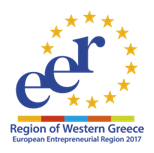 eer
Region of Western Greece
European Entrepreneurial Region 2017